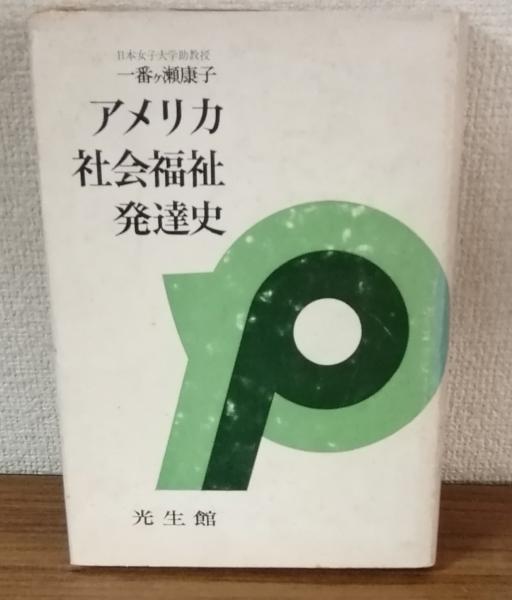 日本女子大学助教授
一番ヶ瀬康子
アメリカ
社会福祉
発達史
光生館